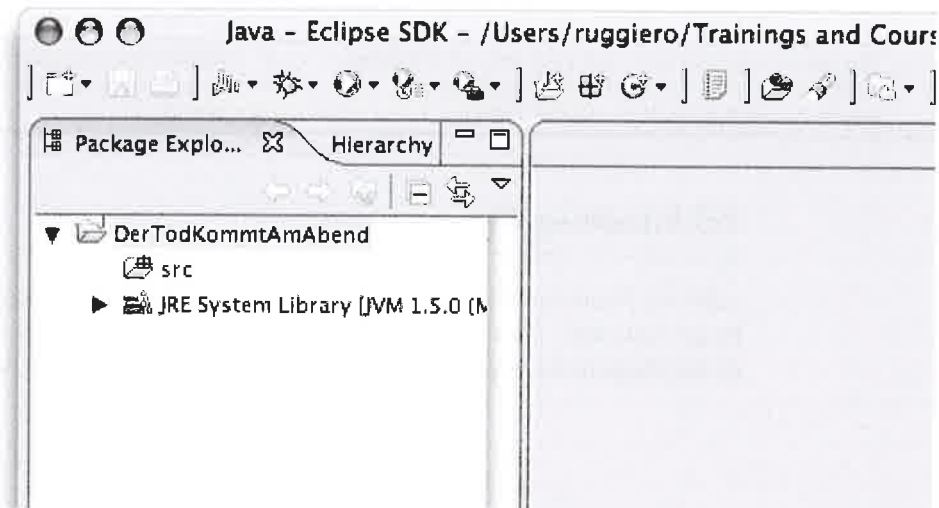 Java – Eclipse SDK – /Users/ruggiero/Trainings and Cours
Package Explo... Hierarchy
DerTodKommtAmAbend
src
JRE System Library [JVM 1.5.0 (M